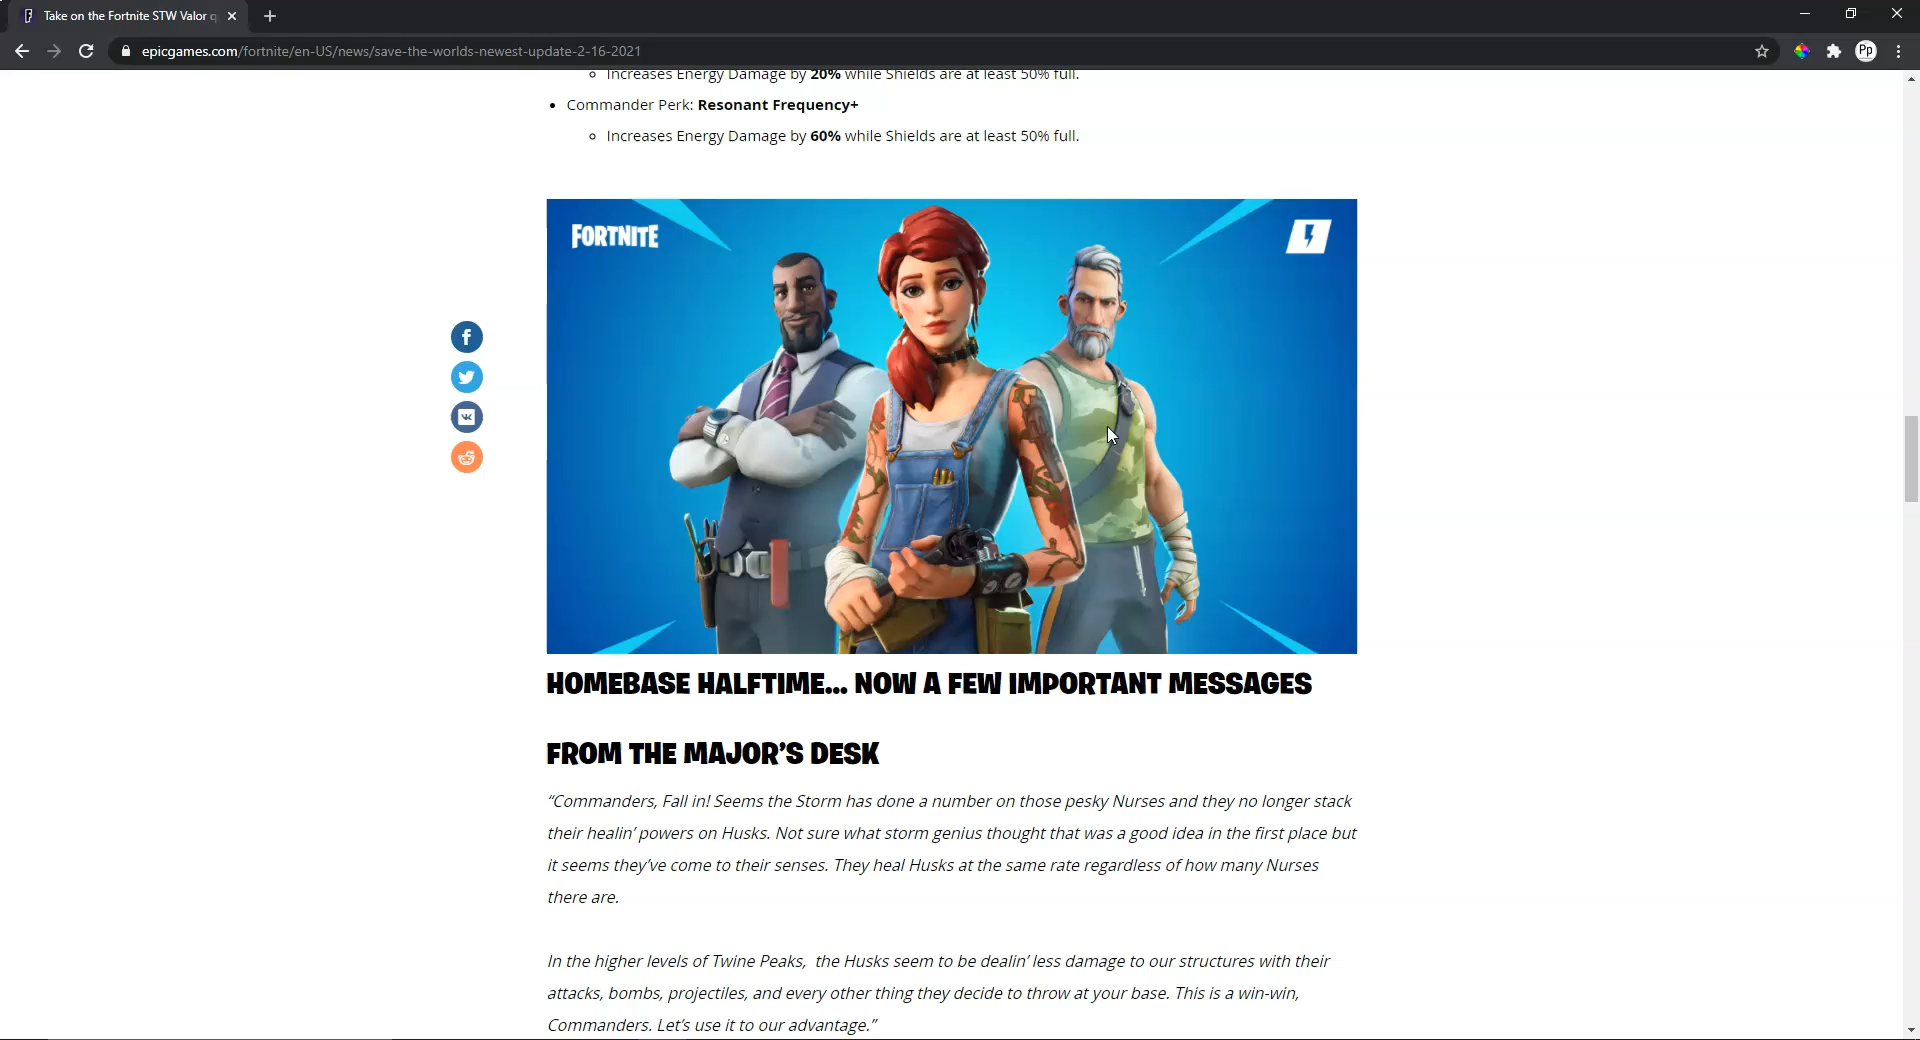 Take on the Fortnite STW Valor q
epicgames.com/fortnite/en-US/news/save-the-worlds-newest-update-2-16-2021
Pp
Increases Energy Damage by 20% while Shields are at least 50% full.
Commander Perk: Resonant Frequency+
Increases Energy Damage by 60% while Shields are at least 50% full.
FORTNITE
HOMEBASE HALFTIME... NOW A FEW IMPORTANT MESSAGES
FROM THE MAJOR’S DESK
“Commanders, Fall in! Seems the Storm has done a number on those pesky Nurses and they no longer stack
their healin’ powers on Husks. Not sure what storm genius thought that was a good idea in the first place but
it seems they’ve come to their senses. They heal Husks at the same rate regardless of how many Nurses
there are.
In the higher levels of Twine Peaks,  the Husks seem to be dealin’ less damage to our structures with their
attacks, bombs, projectiles, and every other thing they decide to throw at your base. This is a win-win,
Commanders. Let’s use it to our advantage.”